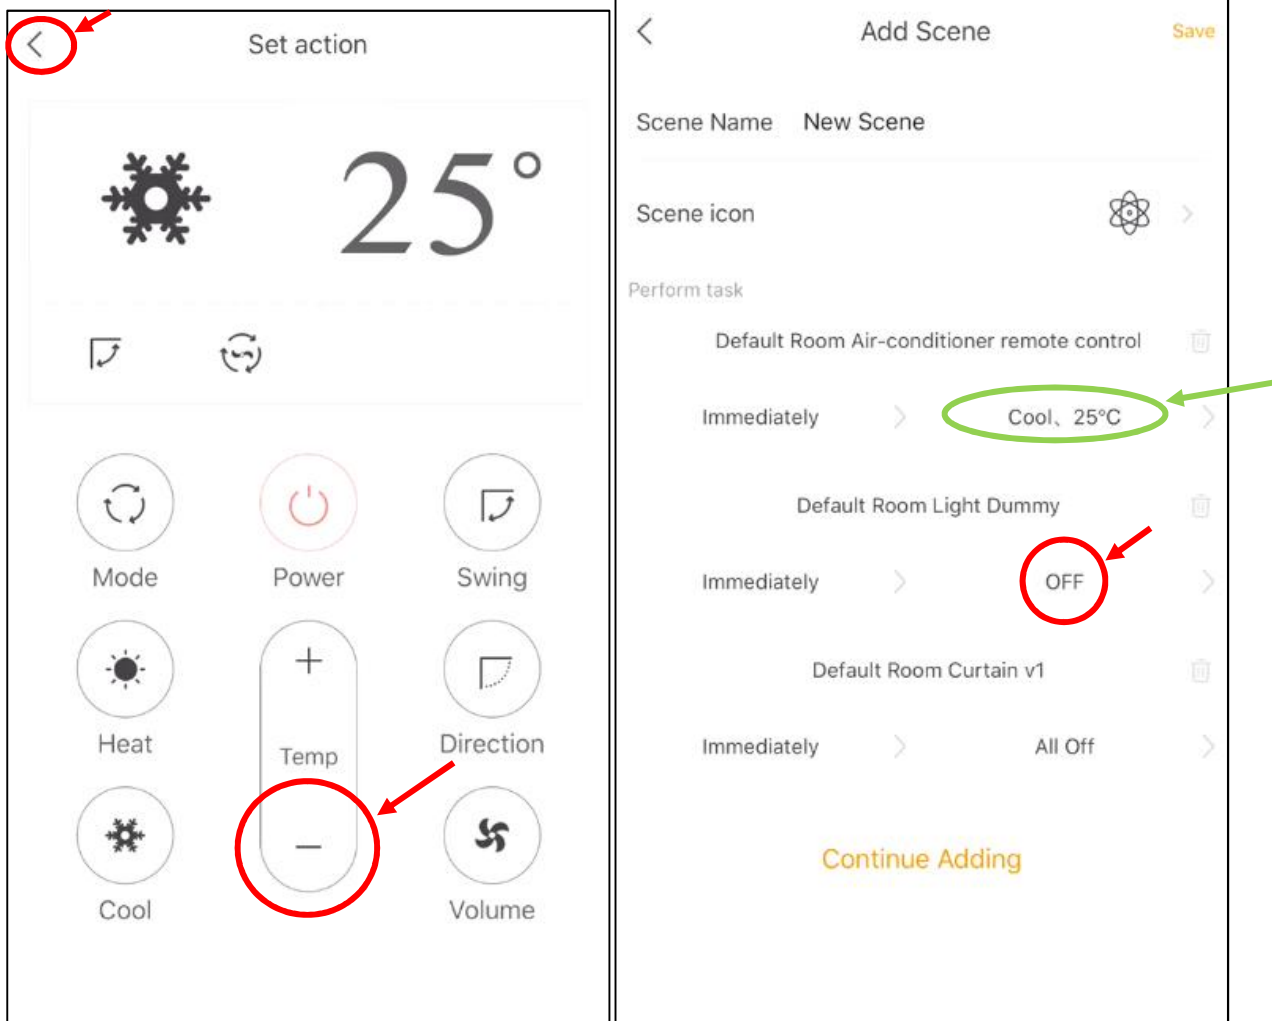 Set action
25°
Mode
Power
Swing
Heat
+
Temp
Direction
−
Cool
Volume
Add Scene
Save
Scene Name New Scene
Scene icon
Perform task
Default Room Air-conditioner remote control
Immediately
Cool、25°C
Default Room Light Dummy
Immediately
OFF
Default Room Curtain v1
Immediately
All Off
Continue Adding